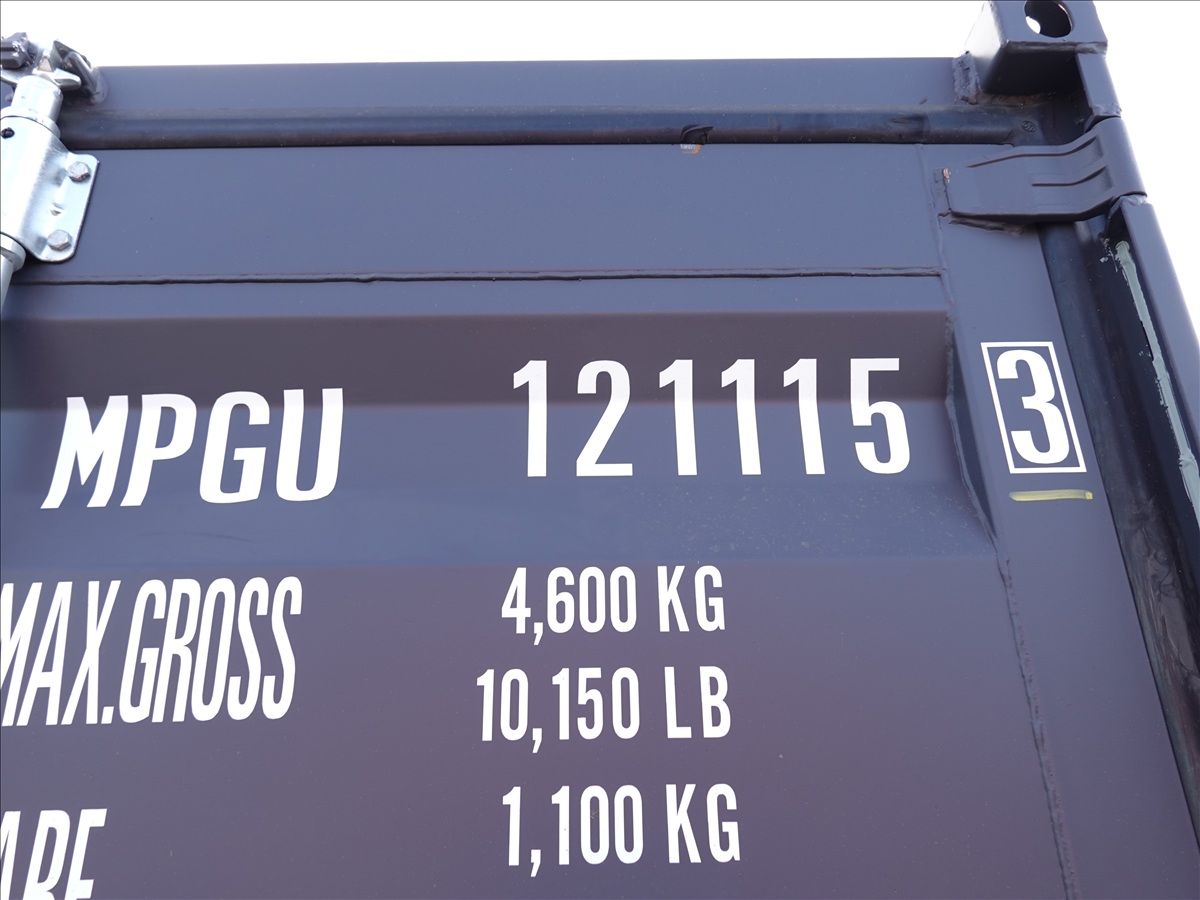 MPGU 121115 3
MAX.GROSS 4,600 KG
10,150 LB
1,100 KG